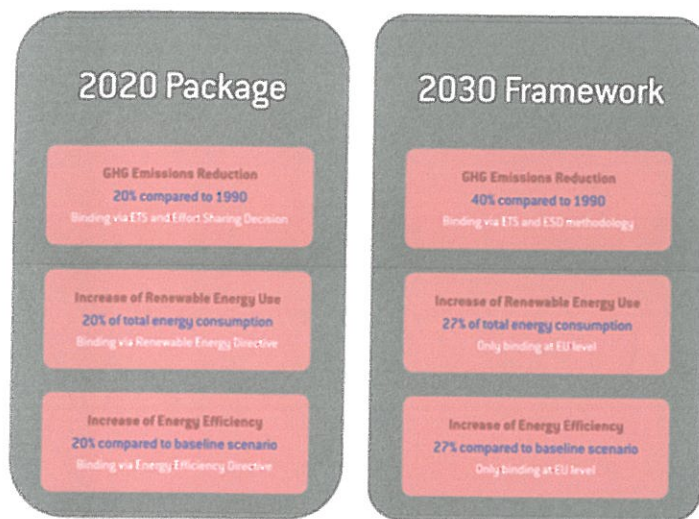 2020 Package
GHG Emissions Reduction
20% compared to 1990
Binding via ETS and Effort Sharing Decision
Increase of Renewable Energy Use
20% of total energy consumption
Binding via Renewable Energy Directive
Increase of Energy Efficiency
20% compared to baseline scenario
Binding via Energy Efficiency Directive
2030 Framework
GHG Emissions Reduction
40% compared to 1990
Binding via ETS and ESD methodology
Increase of Renewable Energy Use
27% of total energy consumption
Only binding at EU level
Increase of Energy Efficiency
27% compared to baseline scenario
Only binding at EU level